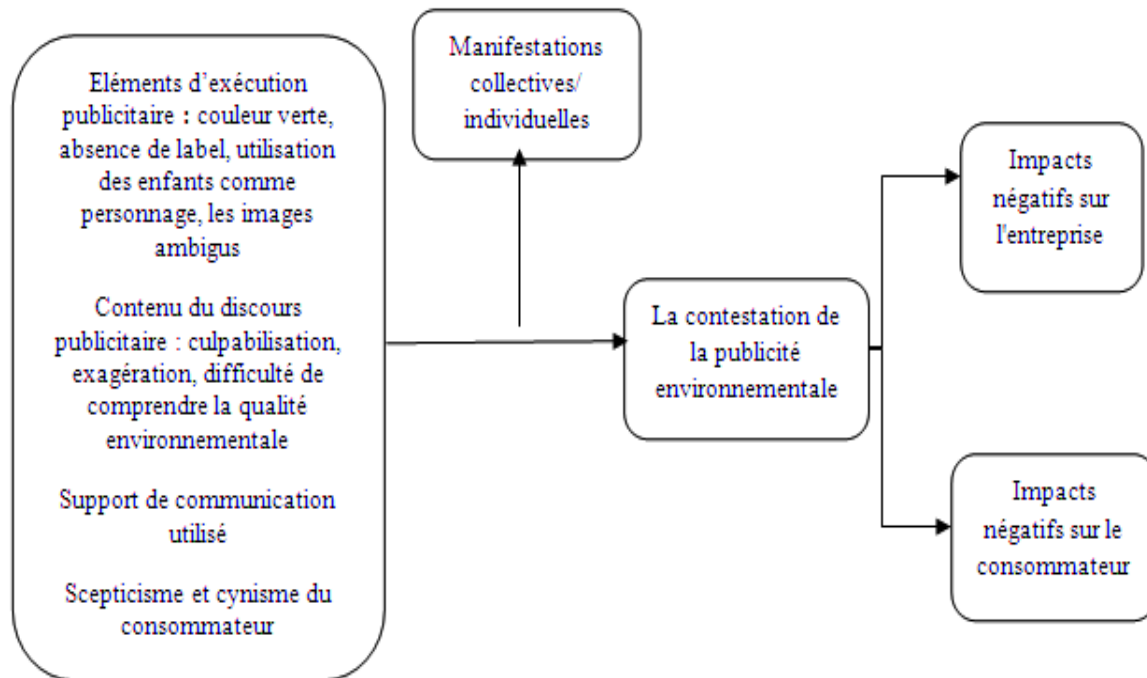 Eléments d'exécution
publicitaire : couleur verte,
absence de label, utilisation
des enfants comme
personnage, les images
ambigus
Contenu du discours
publicitaire : culpabilisation,
exagération, difficulté de
comprendre la qualité
environnementale
Support de communication
utilisé
Scepticisme et cynisme du
consommateur
Manifestations
collectives/
individuelles
La contestation de
la publicité
environnementale
Impacts
négatifs sur
l'entreprise
Impacts
négatifs sur le
consommateur